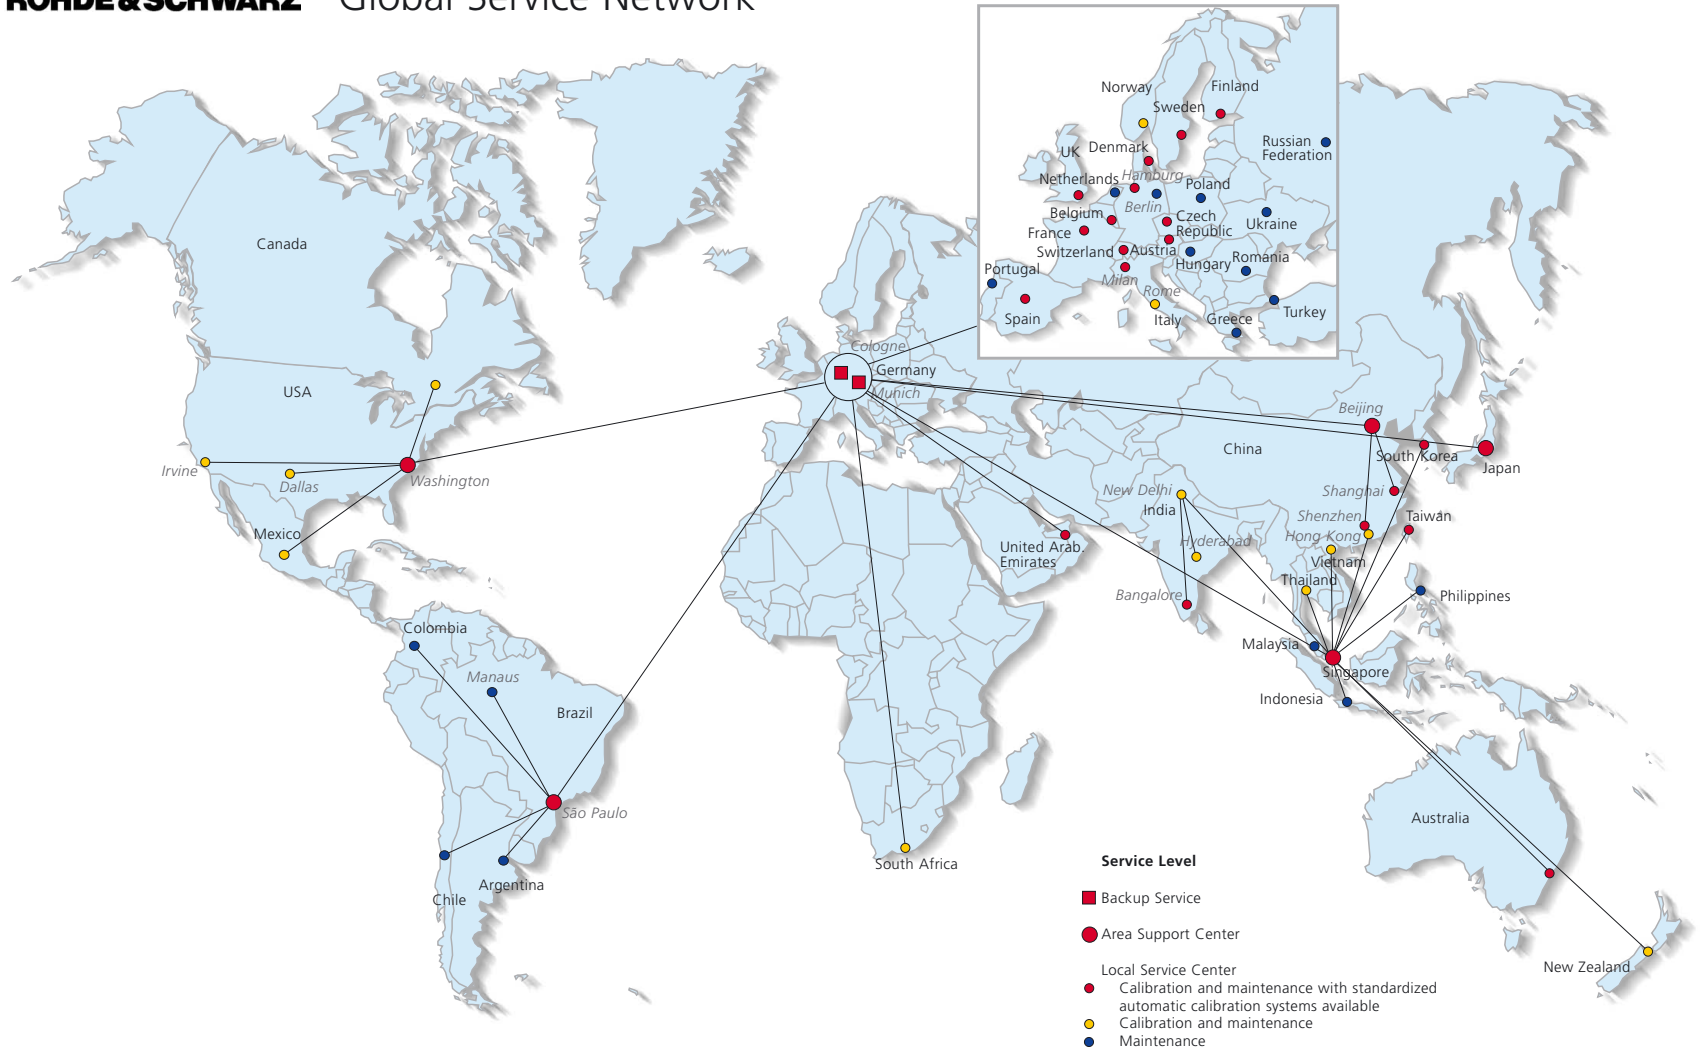 ROHDE & SCHWARZ Global Service Network
Norway
Finland
Sweden
Russian
Federation
UK
Denmark
Netherlands
Hamburg
Poland
Berlin
Belgium
Czech
Republic
Ukraine
France
Switzerland
Austria
Hungary
Romania
Portugal
Milan
Rome
Spain
Italy
Greece
Turkey
Canada
USA
Irvine
Dallas
Washington
Mexico
Cologne
Germany
Munich
Beijing
China
South Korea
Japan
New Delhi
India
Shanghai
Shenzhen
Taiwan
Hong Kong
Hyderabad
Vietnam
United Arab.
Emirates
Thailand
Bangalore
Philippines
Malaysia
Singapore
Indonesia
Colombia
Manaus
Brazil
São Paulo
Argentina
Chile
South Africa
Australia
New Zealand
Service Level
Backup Service
Area Support Center
Local Service Center
Calibration and maintenance with standardized
automatic calibration systems available
Calibration and maintenance
Maintenance